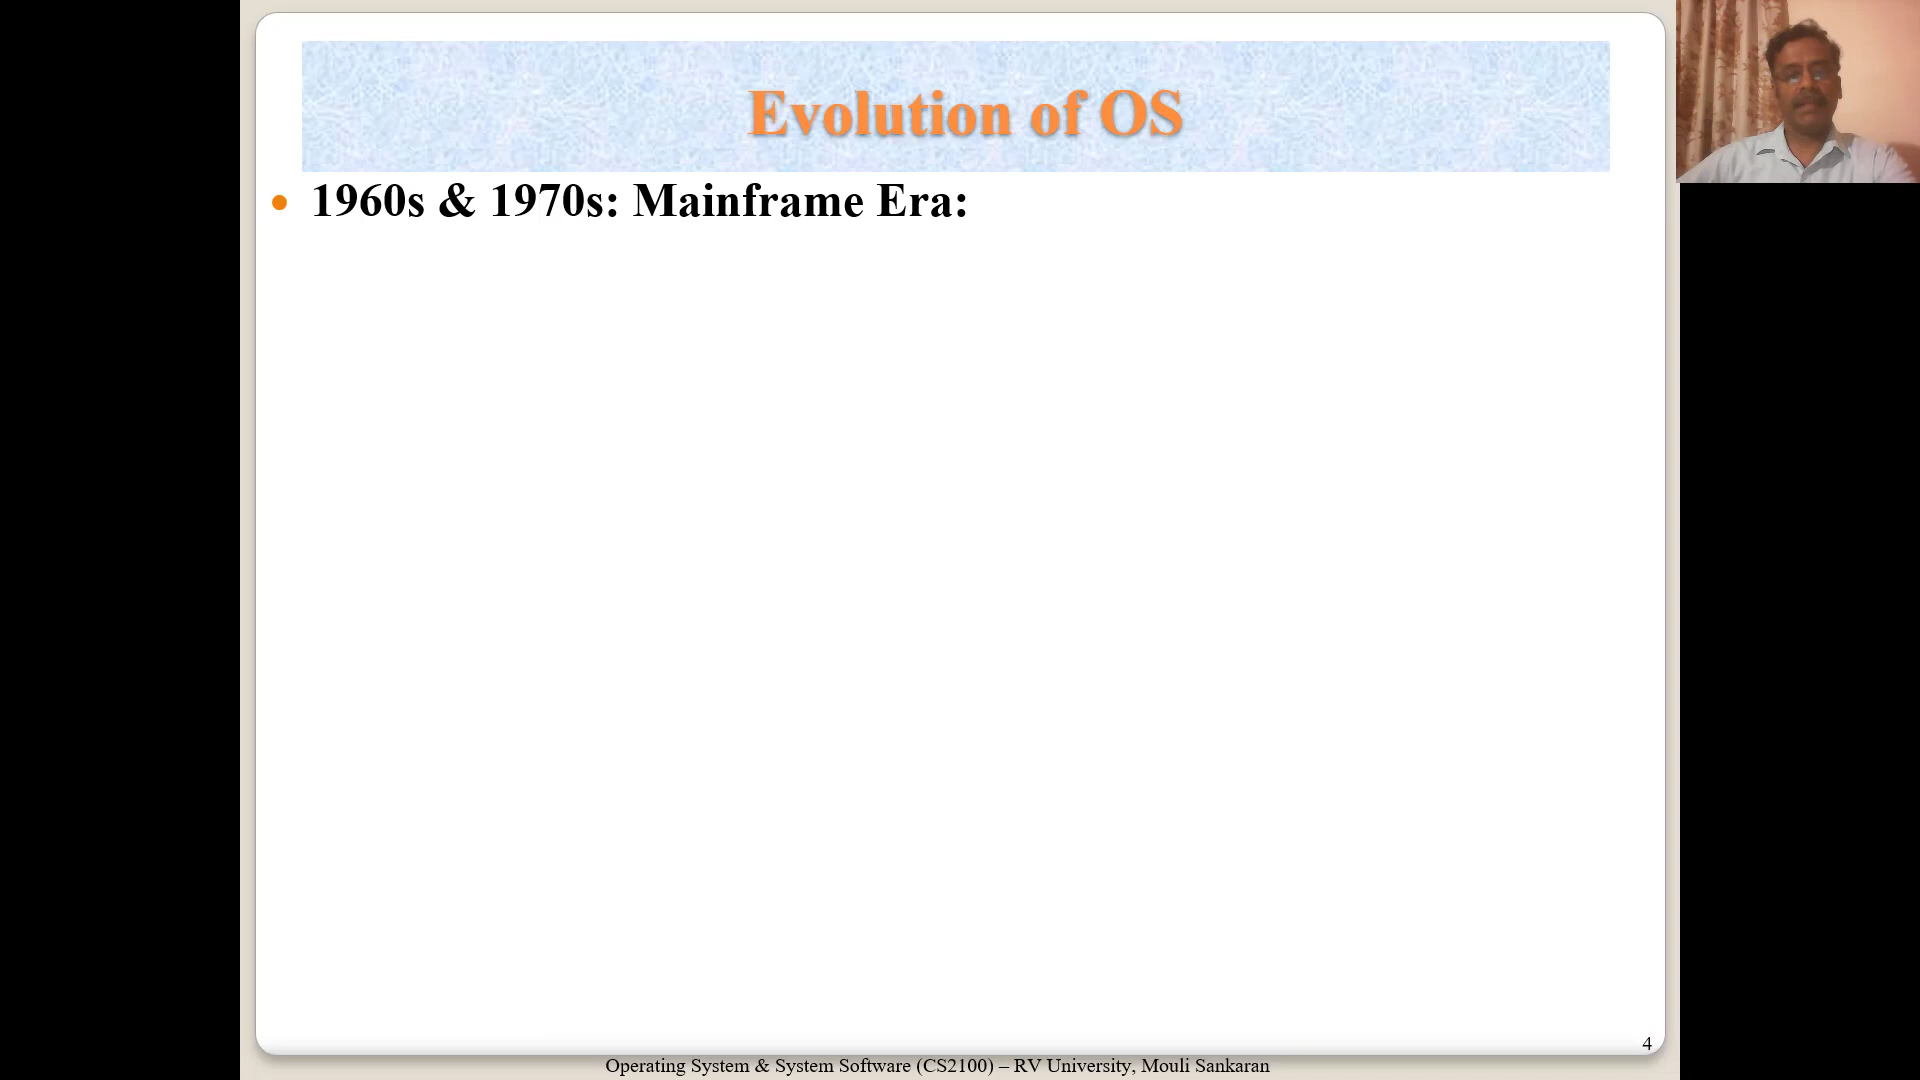 Evolution of OS
1960s & 1970s: Mainframe Era:
4
Operating System & System Software (CS2100) – RV University, Mouli Sankaran